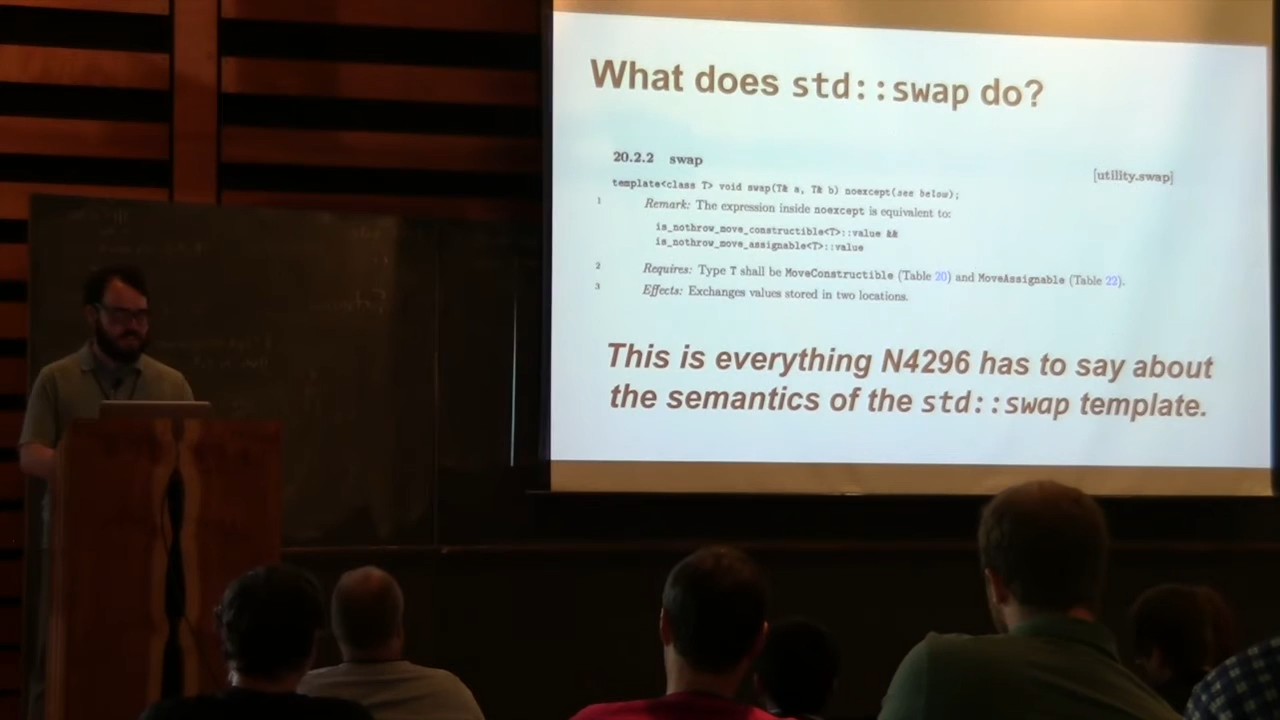 What does std::swap do?
20.2.2 swap
[utility.swap]
template<class T> void swap(T& a, T& b) noexcept(see below);
1 Remark: The expression inside noexcept is equivalent to:
is_nothrow_move_constructible<T>::value &&
is_nothrow_move_assignable<T>::value
2 Requires: Type T shall be MoveConstructible (Table 20) and MoveAssignable (Table 22).
3 Effects: Exchanges values stored in two locations.
This is everything N4296 has to say about
the semantics of the std::swap template.